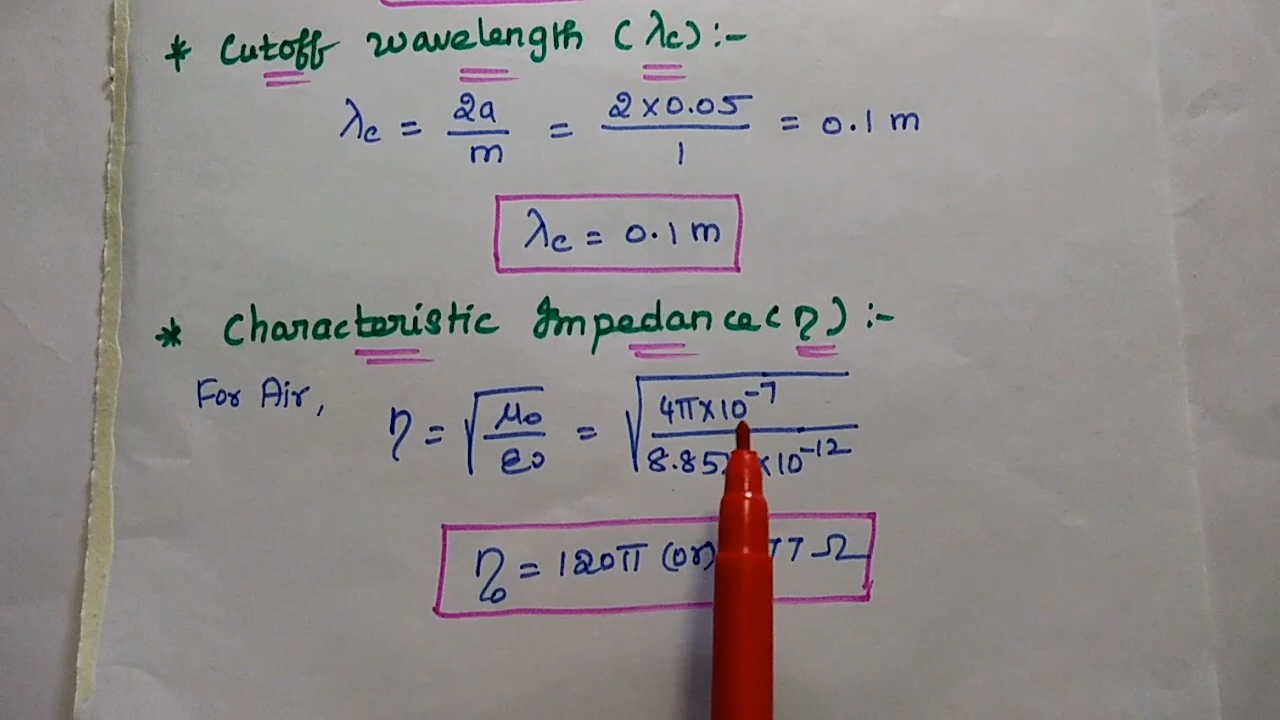 * Cutoff wavelength (λc) :-
λc = 2a/m = 2×0.05/1 = 0.1 m
λc = 0.1 m
* Characteristic Impedance (η) :-
For Air, η = √(μ0/ε0) = √(4π×10⁻⁷/8.85 ×10⁻¹²)
η0 = 120π (or) 77 Ω